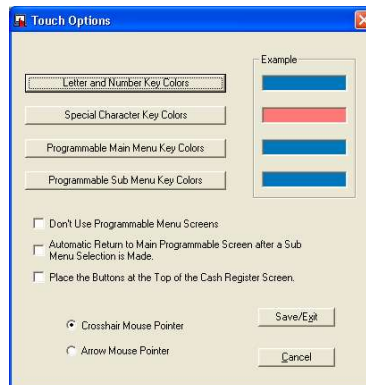 Touch Options
Example
Letter and Number Key Colors
Special Character Key Colors
Programmable Main Menu Key Colors
Programmable Sub Menu Key Colors
Don't Use Programmable Menu Screens
Automatic Return to Main Programmable Screen after a Sub
Menu Selection is Made.
Place the Buttons at the Top of the Cash Register Screen.
Crosshair Mouse Pointer
Save/Exit
Arrow Mouse Pointer
Cancel